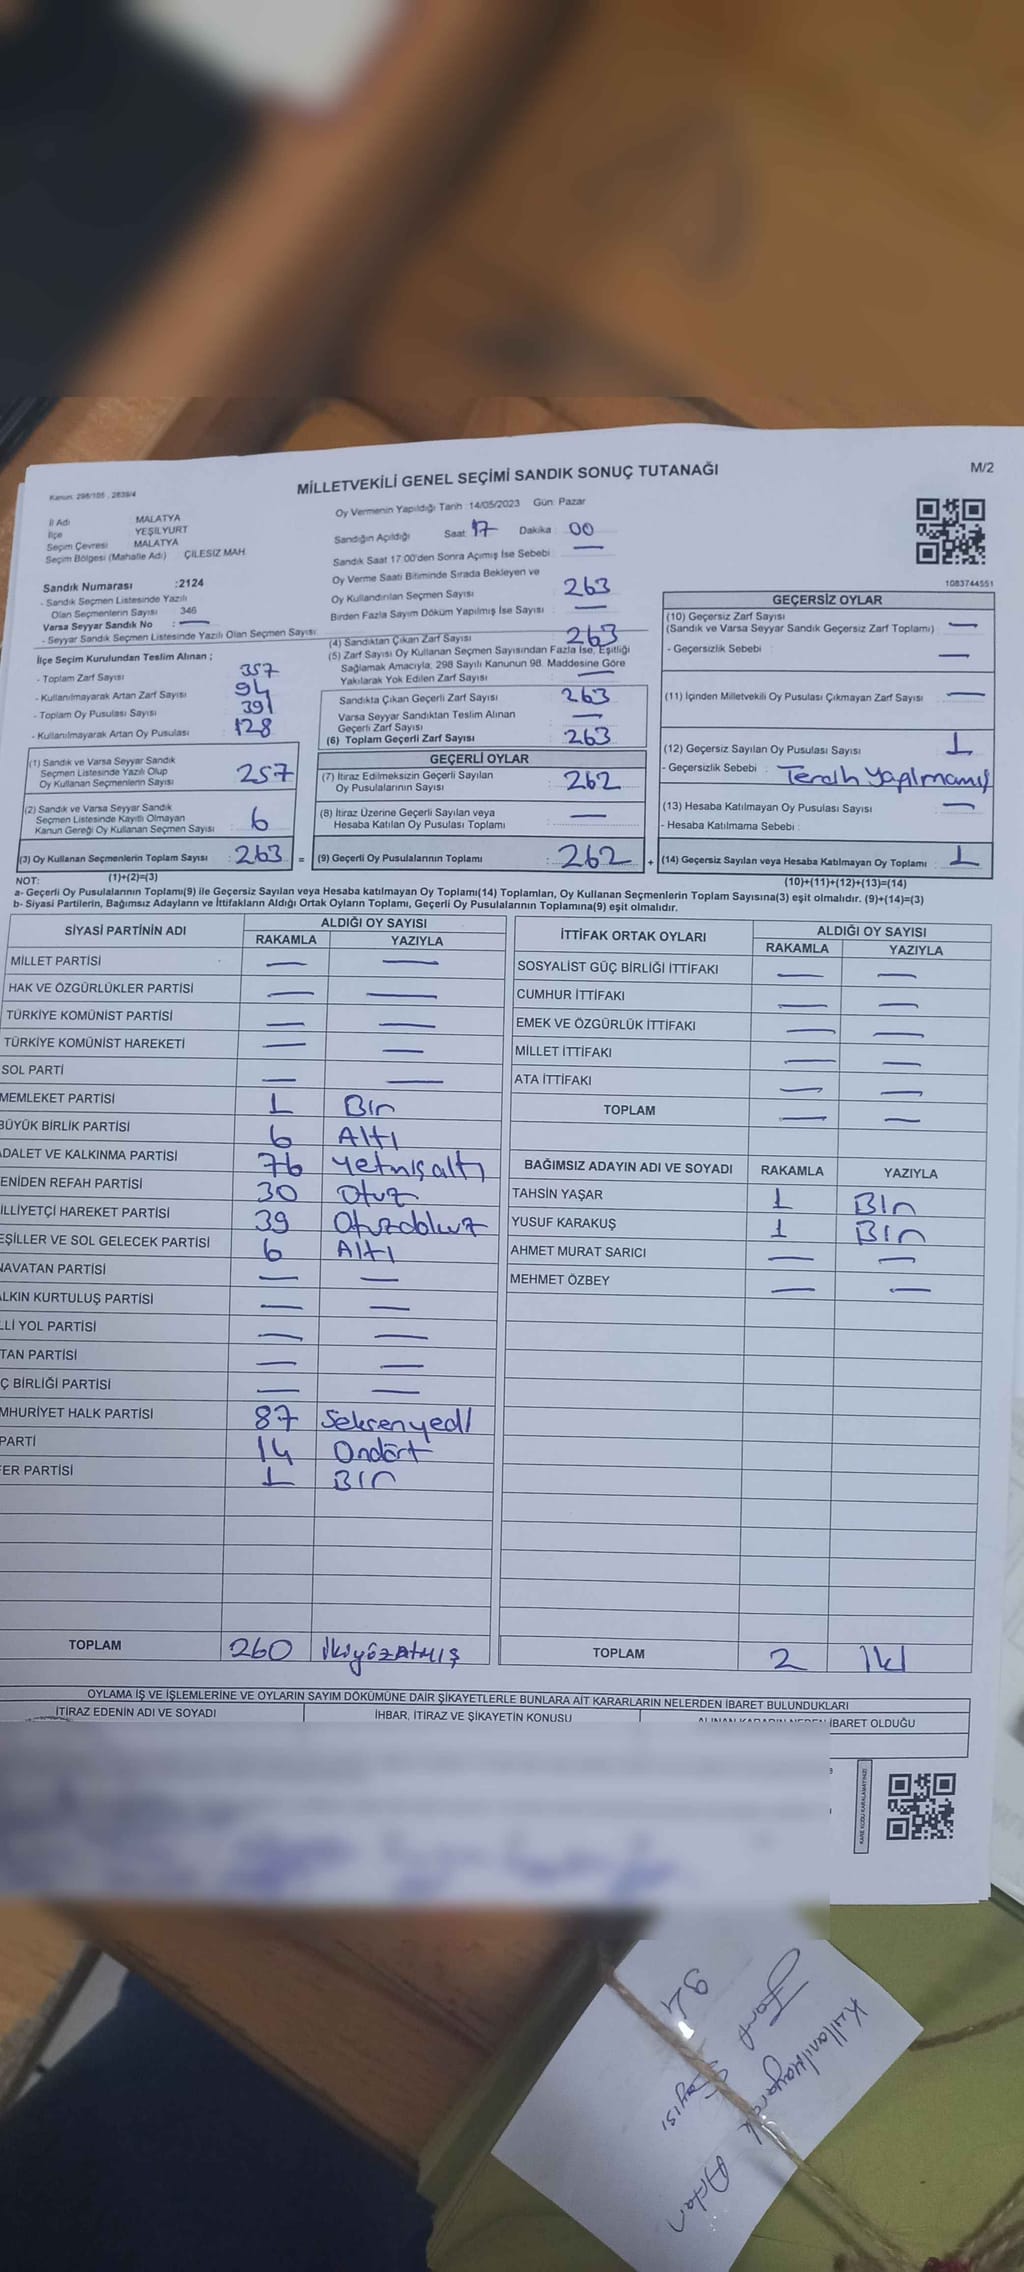 Kanun. 298/105 , 2839/4
MİLLETVEKİLİ GENEL SEÇİMİ SANDIK SONUÇ TUTANAĞI
M/2
İl Adı : MALATYA
İlçe : YEŞİLYURT
Seçim Çevresi : MALATYA
Seçim Bölgesi (Mahalle Adı) : ÇİLESİZ MAH
Sandık Numarası :2124
- Sandık Seçmen Listesinde Yazılı
Olan Seçmenlerin Sayısı : 346
Varsa Seyyar Sandık No : —
- Seyyar Sandık Seçmen Listesinde Yazılı Olan Seçmen Sayısı:
İlçe Seçim Kurulundan Teslim Alınan ;
- Toplam Zarf Sayısı : 357
- Kullanılmayarak Artan Zarf Sayısı : 94
- Toplam Oy Pusulası Sayısı : 391
- Kullanılmayarak Artan Oy Pusulası : 128
(1) Sandık ve Varsa Seyyar Sandık
Seçmen Listesinde Yazılı Olup
Oy Kullanan Seçmenlerin Sayısı : 257
(2) Sandık ve Varsa Seyyar Sandık
Seçmen Listesinde Kayıtlı Olmayan
Kanun Gereği Oy Kullanan Seçmen Sayısı : 6
(3) Oy Kullanan Seçmenlerin Toplam Sayısı : 263 =
Oy Vermenin Yapıldığı Tarih :14/05/2023 Gün: Pazar
Sandığın Açıldığı Saat: 17 Dakika : 00
Sandık Saat 17:00'den Sonra Açımış İse Sebebi : —
Oy Verme Saati Bitiminde Sırada Bekleyen ve
Oy Kullandırılan Seçmen Sayısı : 263
Birden Fazla Sayım Döküm Yapılmış İse Sayısı : —
(4) Sandıktan Çıkan Zarf Sayısı : 263
(5) Zarf Sayısı Oy Kullanan Seçmen Sayısından Fazla İse, Eşitliği
Sağlamak Amacıyla, 298 Sayılı Kanunun 98. Maddesine Göre
Yakılarak Yok Edilen Zarf Sayısı : —
Sandıkta Çıkan Geçerli Zarf Sayısı : 263
Varsa Seyyar Sandıktan Teslim Alınan
Geçerli Zarf Sayısı : —
(6) Toplam Geçerli Zarf Sayısı : 263
GEÇERLİ OYLAR
(7) İtiraz Edilmeksizin Geçerli Sayılan
Oy Pusulalarının Sayısı : 262
(8) İtiraz Üzerine Geçerli Sayılan veya
Hesaba Katılan Oy Pusulası Toplamı : —
(9) Geçerli Oy Pusulalarının Toplamı : 262 +
1083744551
GEÇERSİZ OYLAR
(10) Geçersiz Zarf Sayısı
(Sandık ve Varsa Seyyar Sandık Geçersiz Zarf Toplamı) : —
- Geçersizlik Sebebi : —
(11) İçinden Milletvekili Oy Pusulası Çıkmayan Zarf Sayısı : —
(12) Geçersiz Sayılan Oy Pusulası Sayısı : 1
- Geçersizlik Sebebi : Tercih Yapılmamış
(13) Hesaba Katılmayan Oy Pusulası Sayısı : —
- Hesaba Katılmama Sebebi :
(14) Geçersiz Sayılan veya Hesaba Katılmayan Oy Toplamı : 1
NOT: (1)+(2)=(3) (10)+(11)+(12)+(13)=(14)
a- Geçerli Oy Pusulalarının Toplamı(9) ile Geçersiz Sayılan veya Hesaba katılmayan Oy Toplamı(14) Toplamları, Oy Kullanan Seçmenlerin Toplam Sayısına(3) eşit olmalıdır. (9)+(14)=(3)
b- Siyasi Partilerin, Bağımsız Adayların ve İttifakların Aldığı Ortak Oyların Toplamı, Geçerli Oy Pusulalarının Toplamına(9) eşit olmalıdır.
SİYASİ PARTİNİN ADI ALDIĞI OY SAYISI
RAKAMLA YAZIYLA
MİLLET PARTİSİ — —
HAK VE ÖZGÜRLÜKLER PARTİSİ — —
TÜRKİYE KOMÜNİST PARTİSİ — —
TÜRKİYE KOMÜNİST HAREKETİ — —
SOL PARTİ — —
MEMLEKET PARTİSİ 1 Bir
BÜYÜK BİRLİK PARTİSİ 6 Altı
ADALET VE KALKINMA PARTİSİ 76 Yetmişaltı
ENİDEN REFAH PARTİSİ 30 Otuz
İLLİYETÇİ HAREKET PARTİSİ 39 Otuzdokuz
EŞİLLER VE SOL GELECEK PARTİSİ 6 Altı
NAVATAN PARTİSİ — —
ALKIN KURTULUŞ PARTİSİ — —
LLİ YOL PARTİSİ — —
TAN PARTİSİ — —
Ç BİRLİĞİ PARTİSİ — —
MHURİYET HALK PARTİSİ 87 Seksenyedi
PARTİ 14 Ondört
FER PARTİSİ 1 Bir
TOPLAM 260 İkiyüzAtmış
İTTİFAK ORTAK OYLARI ALDIĞI OY SAYISI
RAKAMLA YAZIYLA
SOSYALİST GÜÇ BİRLİĞİ İTTİFAKI — —
CUMHUR İTTİFAKI — —
EMEK VE ÖZGÜRLÜK İTTİFAKI — —
MİLLET İTTİFAKI — —
ATA İTTİFAKI — —
TOPLAM — —
BAĞIMSIZ ADAYIN ADI VE SOYADI RAKAMLA YAZIYLA
TAHSİN YAŞAR 1 Bir
YUSUF KARAKUŞ 1 Bir
AHMET MURAT SARICI — —
MEHMET ÖZBEY — —
TOPLAM 2 İki
OYLAMA İŞ VE İŞLEMLERİNE VE OYLARIN SAYIM DÖKÜMÜNE DAİR ŞİKAYETLERLE BUNLARA AİT KARARLARIN NELERDEN İBARET BULUNDUKLARI
İTİRAZ EDENİN ADI VE SOYADI İHBAR, İTİRAZ VE ŞİKAYETİN KONUSU ALINAN KARARIN NEDEN İBARET OLDUĞU
KARE KODU KARALAMAYINIZ!
Kullanılmayarak Artan
Zarf Sayısı
94